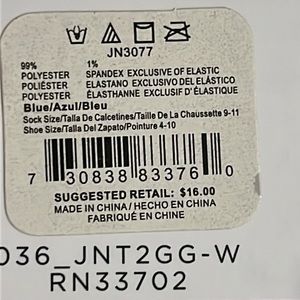 JN3077
99% 1%
POLYESTER SPANDEX EXCLUSIVE OF ELASTIC
POLIÉSTER ELASTANO EXCLUSIVO DEL ELÁSTICO
POLYESTER ÉLASTHANNE EXCLUSIF D'ÉLASTIQUE
Blue/Azul/Bleu
Sock Size/Talla De Calcetines/Taille De La Chaussette 9-11
Shoe Size/Talla Del Zapato/Pointure 4-10
7 30838 83376 0
SUGGESTED RETAIL: $16.00
MADE IN CHINA / HECHO EN CHINA
FABRIQUÉ EN CHINE
036_JNT2GG-W
RN33702